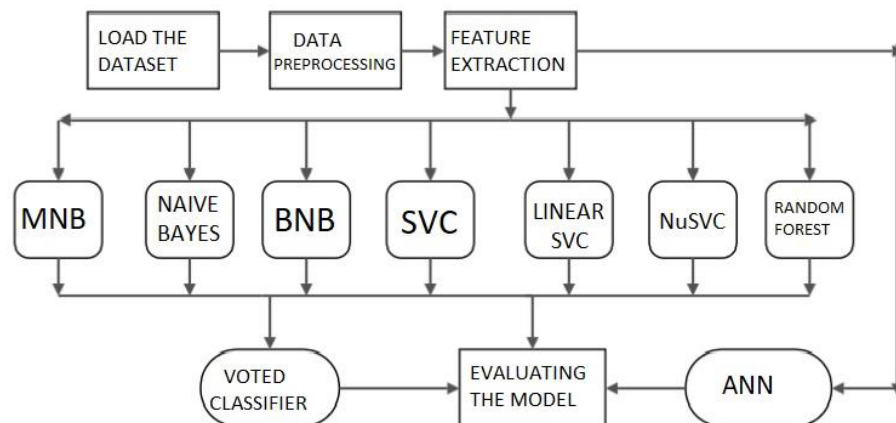 LOAD THE
DATASET
DATA
PREPROCESSING
FEATURE
EXTRACTION
MNB
NAIVE
BAYES
BNB
SVC
LINEAR
SVC
NuSVC
RANDOM
FOREST
VOTED
CLASSIFIER
EVALUATING
THE MODEL
ANN